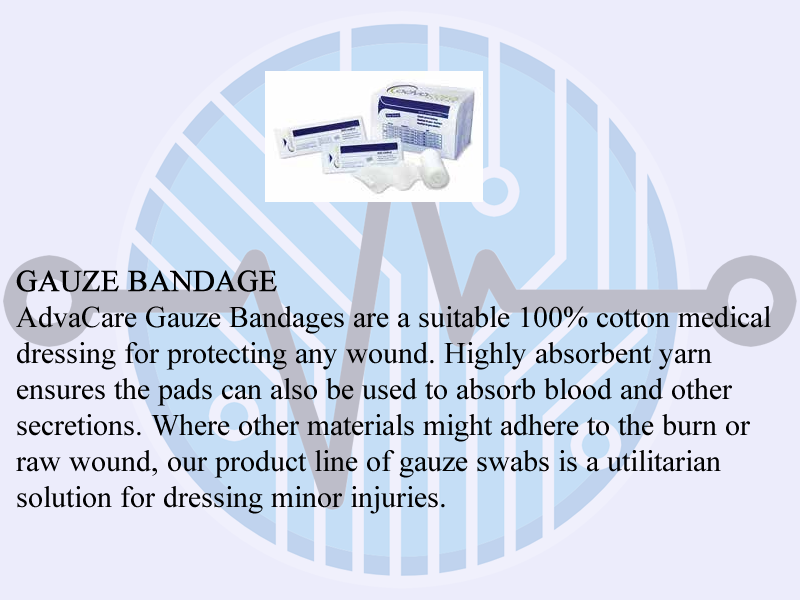 GAUZE BANDAGE
AdvaCare Gauze Bandages are a suitable 100% cotton medical
dressing for protecting any wound. Highly absorbent yarn
ensures the pads can also be used to absorb blood and other
secretions. Where other materials might adhere to the burn or
raw wound, our product line of gauze swabs is a utilitarian
solution for dressing minor injuries.